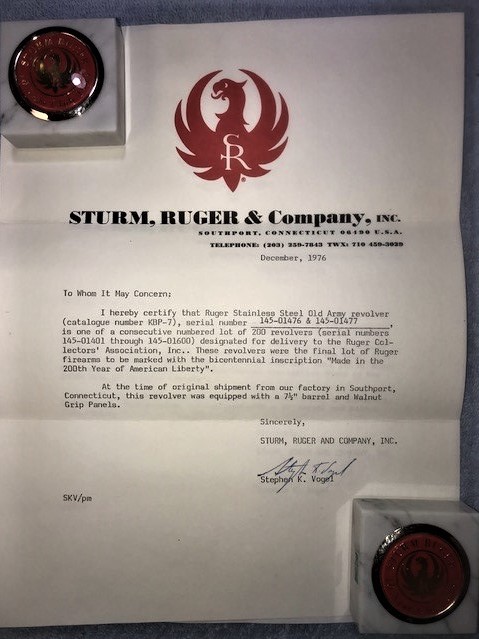 STURM RUGER
SR
STURM, RUGER & Company, INC.
SOUTHPORT, CONNECTICUT 06490 U.S.A.
TELEPHONE: (203) 259-7843 TWX: 710 459-3029
December, 1976
To Whom It May Concern;
I hereby certify that Ruger Stainless Steel Old Army revolver
(catalogue number KBP-7), serial number 145-01476 & 145-01477,
is one of a consecutive numbered lot of 200 revolvers (serial numbers
145-01401 through 145-01600) designated for delivery to the Ruger Col-
lectors' Association, Inc.. These revolvers were the final lot of Ruger
firearms to be marked with the bicentennial inscription "Made in the
200th Year of American Liberty".
At the time of original shipment from our factory in Southport,
Connecticut, this revolver was equipped with a 7½" barrel and Walnut
Grip Panels.
Sincerely,
STURM, RUGER AND COMPANY, INC.
Stephen K. Vogel
Stephen K. Vogel
SKV/pm
STURM RUGER